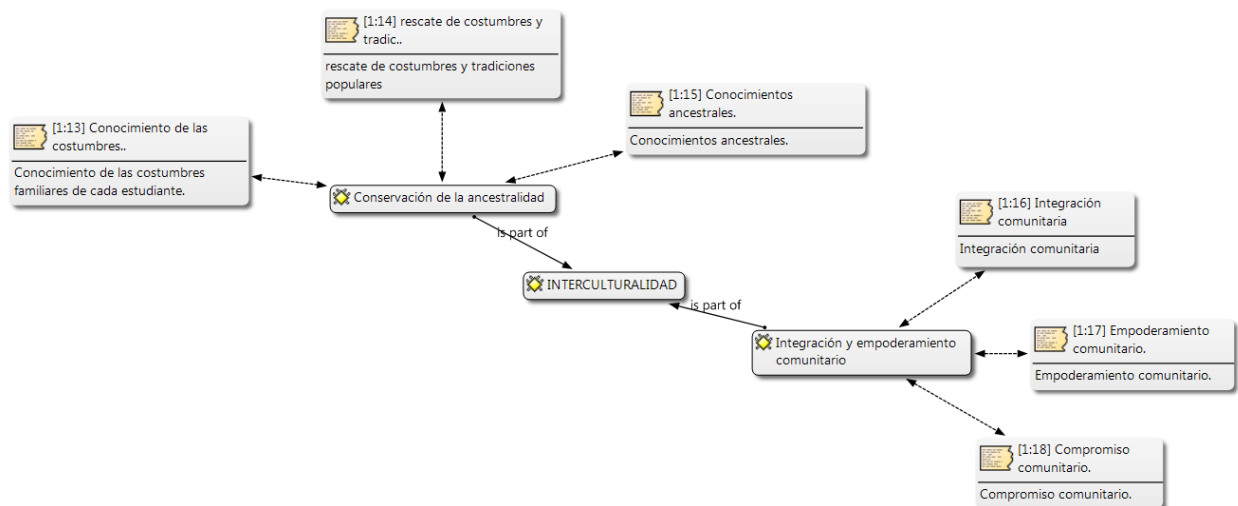 [1:14] rescate de costumbres y
tradic..
rescate de costumbres y tradiciones
populares
[1:15] Conocimientos
ancestrales.
Conocimientos ancestrales.
[1:13] Conocimiento de las
costumbres..
Conocimiento de las costumbres
familiares de cada estudiante.
Conservación de la ancestralidad
is part of
INTERCULTURALIDAD
is part of
Integración y empoderamiento
comunitario
[1:16] Integración
comunitaria
Integración comunitaria
[1:17] Empoderamiento
comunitario.
Empoderamiento comunitario.
[1:18] Compromiso
comunitario.
Compromiso comunitario.